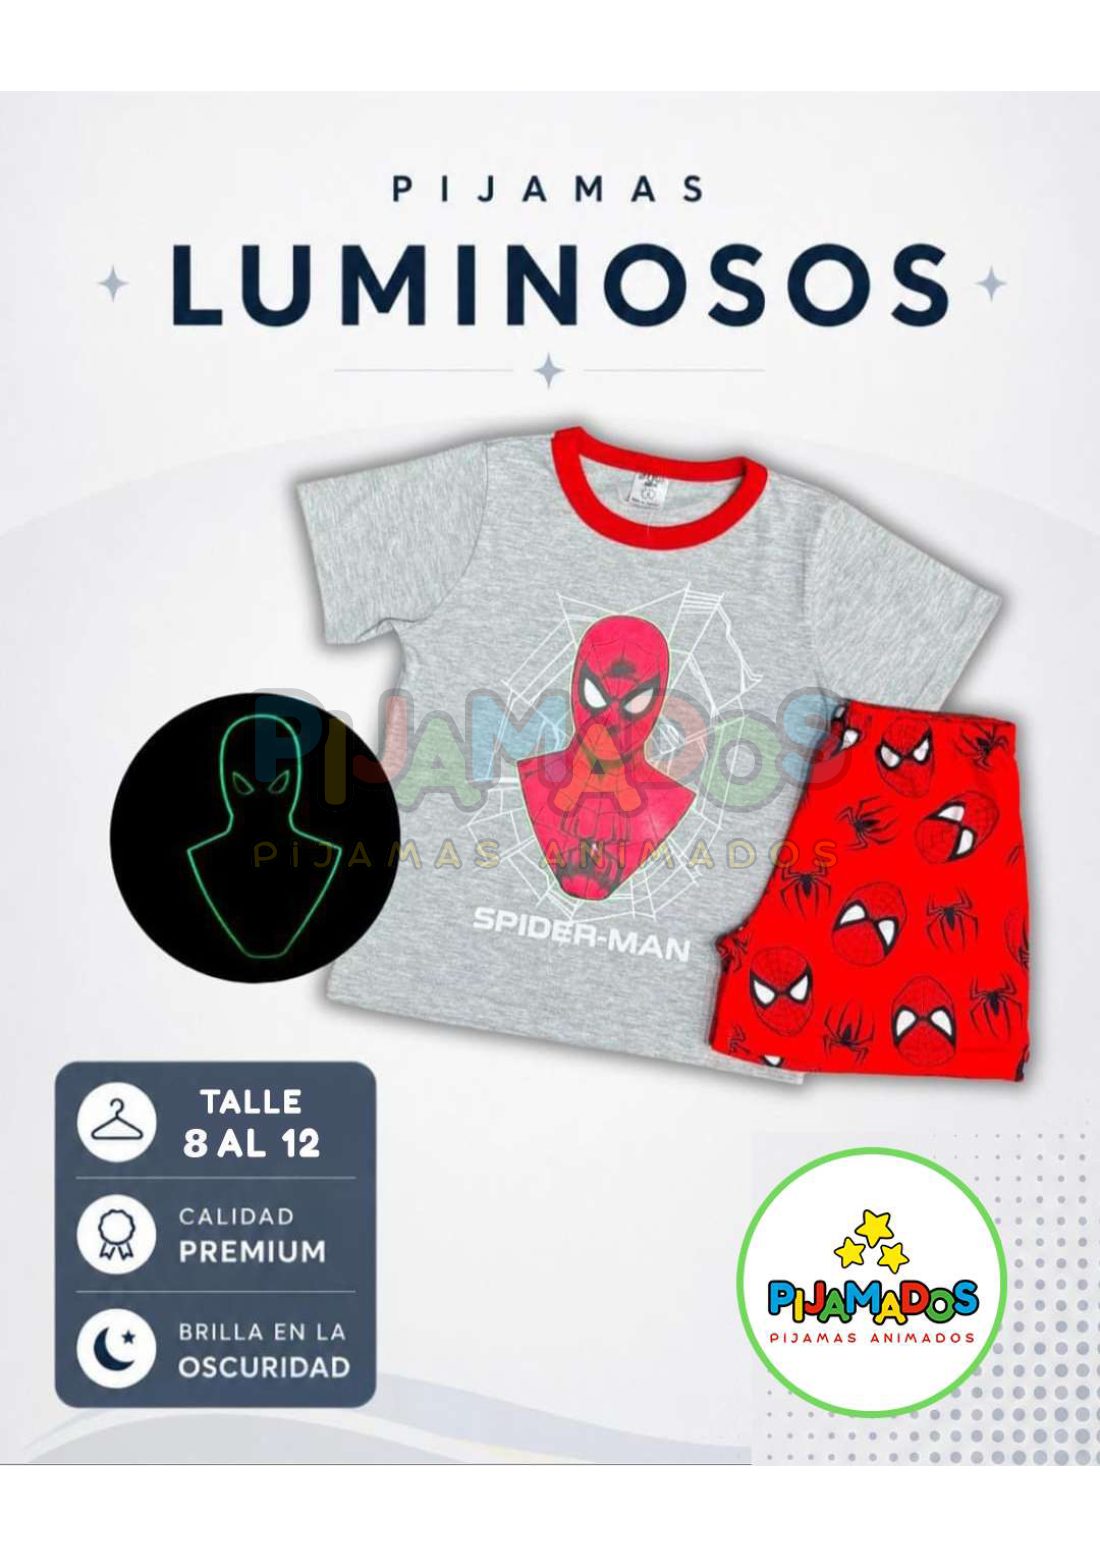 PIJAMAS
LUMINOSOS
PIJAMADOS
PIJAMAS ANIMADOS
SPIDER-MAN
TALLE
8 AL 12
CALIDAD
PREMIUM
BRILLA EN LA
OSCURIDAD
PIJAMADOS
PIJAMAS ANIMADOS